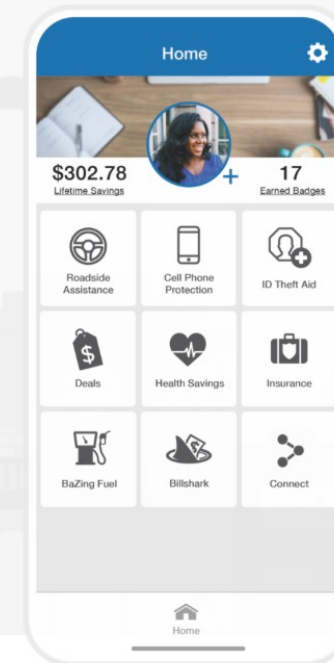 Home
$302.78
17
Lifetime Savings
Earned Badges
Roadside
Assistance
Cell Phone
Protection
ID Theft Aid
Deals
Health Savings
Insurance
BaZing Fuel
Billshark
Connect
Home